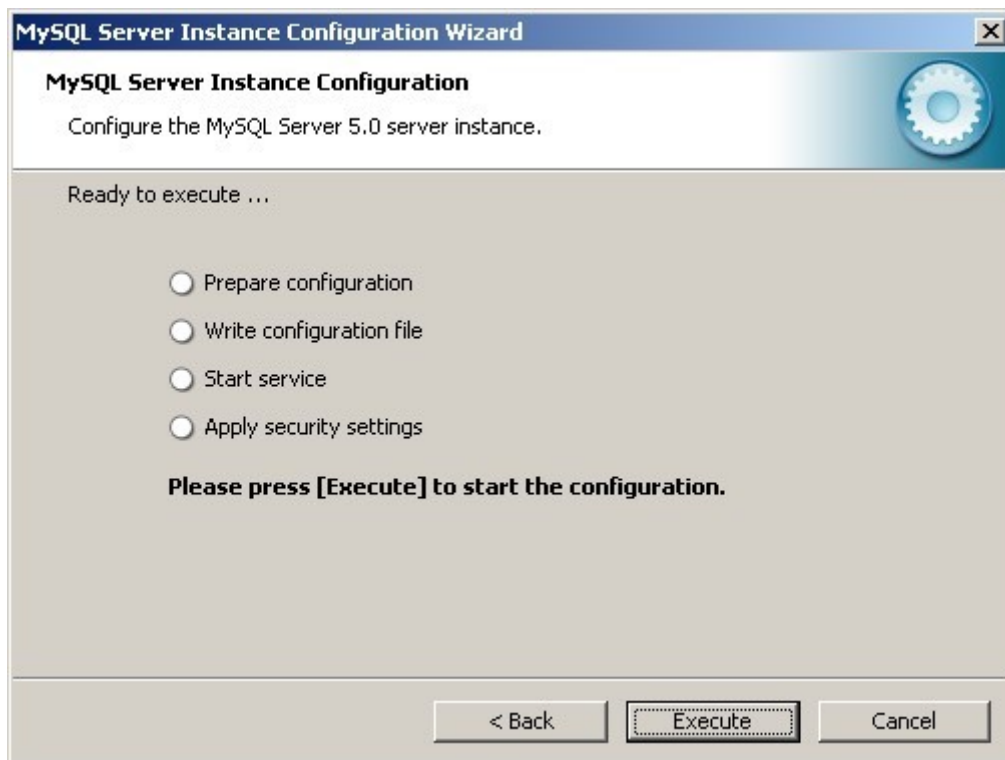 MySQL Server Instance Configuration Wizard
MySQL Server Instance Configuration
Configure the MySQL Server 5.0 server instance.
Ready to execute ...
Prepare configuration
Write configuration file
Start service
Apply security settings
Please press [Execute] to start the configuration.
< Back
Execute
Cancel